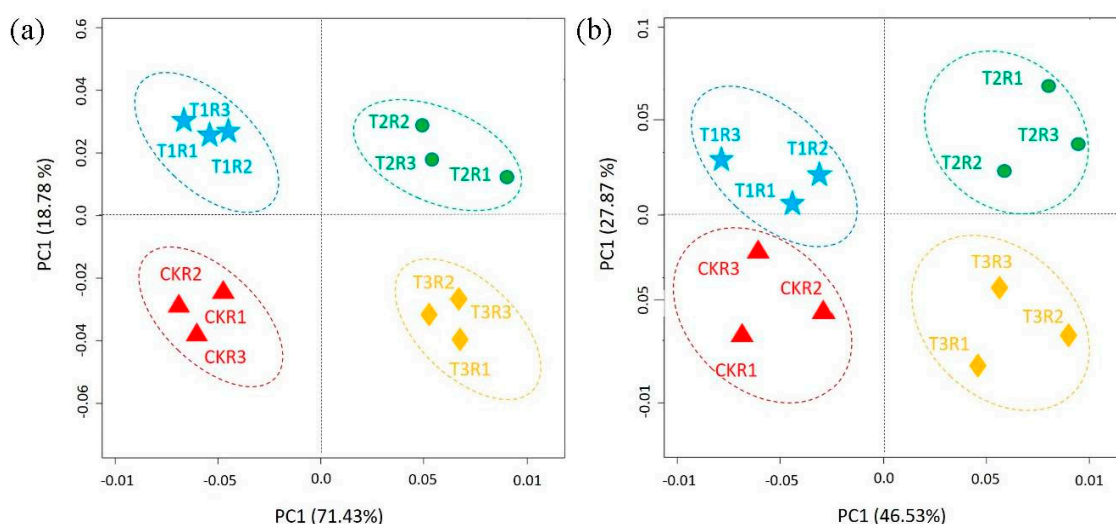 (a)
PC1 (18.78 %)
0.6
0.04
0.02
0.0
-0.02
-0.04
-0.06
T1R3
T1R1
T1R2
T2R2
T2R3
T2R1
CKR2
CKR1
CKR3
T3R2
T3R3
T3R1
-0.01
-0.05
0.0
0.05
0.01
PC1 (71.43%)
(b)
PC1 (27.87 %)
0.1
0.05
0.0
0.05
-0.01
T2R1
T2R3
T2R2
T1R3
T1R2
T1R1
CKR3
CKR2
CKR1
T3R3
T3R2
T3R1
-0.01
-0.05
0.0
0.05
0.01
PC1 (46.53%)